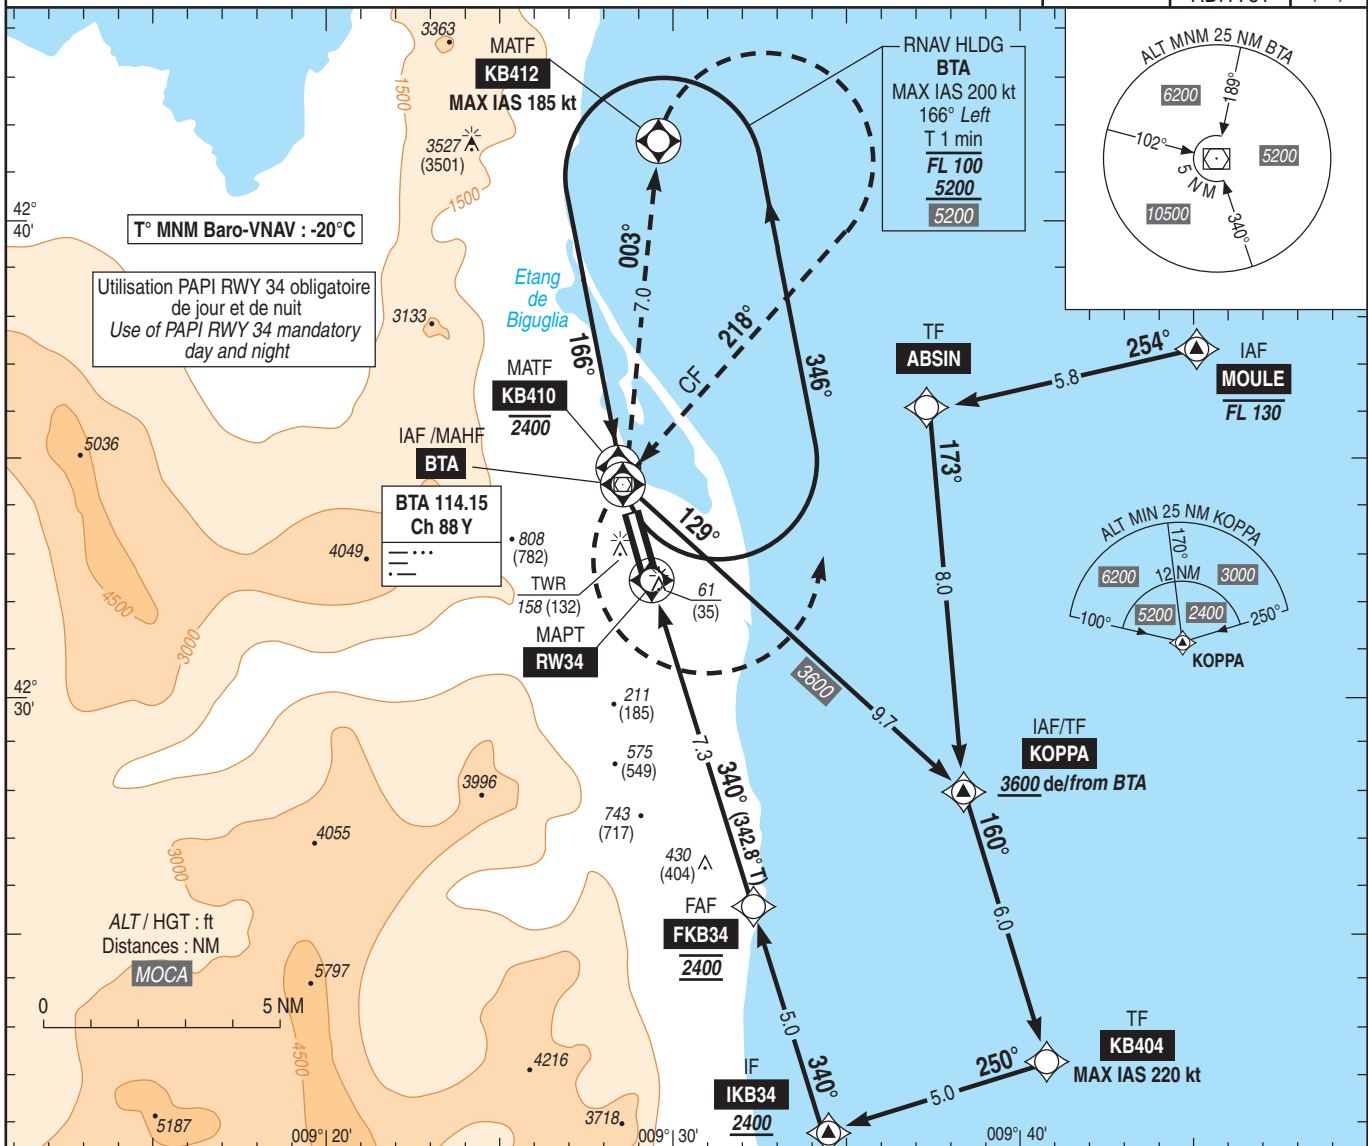 3363
MATF
KB412
MAX IAS 185 kt
1500
3527
(3501)
1500
RNAV HLDG
BTA
MAX IAS 200 kt
166° Left
T 1 min
FL 100
5200
5200
ALT MNM 25 NM BTA
6200
189°
102°
5200
5 NM
10500
340°
42°
40'
T° MNM Baro-VNAV : -20°C
Utilisation PAPI RWY 34 obligatoire
de jour et de nuit
Use of PAPI RWY 34 mandatory
day and night
3133
Etang
de
Biguglia
003°
7.0
166°
218°
CF
346°
TF
ABSIN
254°
5.8
IAF
MOULE
FL 130
MATF
KB410
2400
IAF /MAHF
BTA
BTA 114.15
Ch 88 Y
5036
4049
4500
3000
808
(782)
TWR
158 (132)
61
(35)
MAPT
RW34
129°
173°
8.0
ALT MIN 25 NM KOPPA
170°
6200
12 NM
3000
5200
2400
100°
250°
KOPPA
42°
30'
211
(185)
575
(549)
743
(717)
430
(404)
3600
9.7
7.3
340° (342.8° T)
IAF/TF
KOPPA
3600 de/from BTA
160°
6.0
3996
4055
3000
FAF
FKB34
2400
ALT / HGT : ft
Distances : NM
MOCA
0
5 NM
5797
4500
5187
4216
3718
5.0
340°
IF
IKB34
2400
250°
5.0
TF
KB404
MAX IAS 220 kt
009° 20'
009° 30'
009° 40'